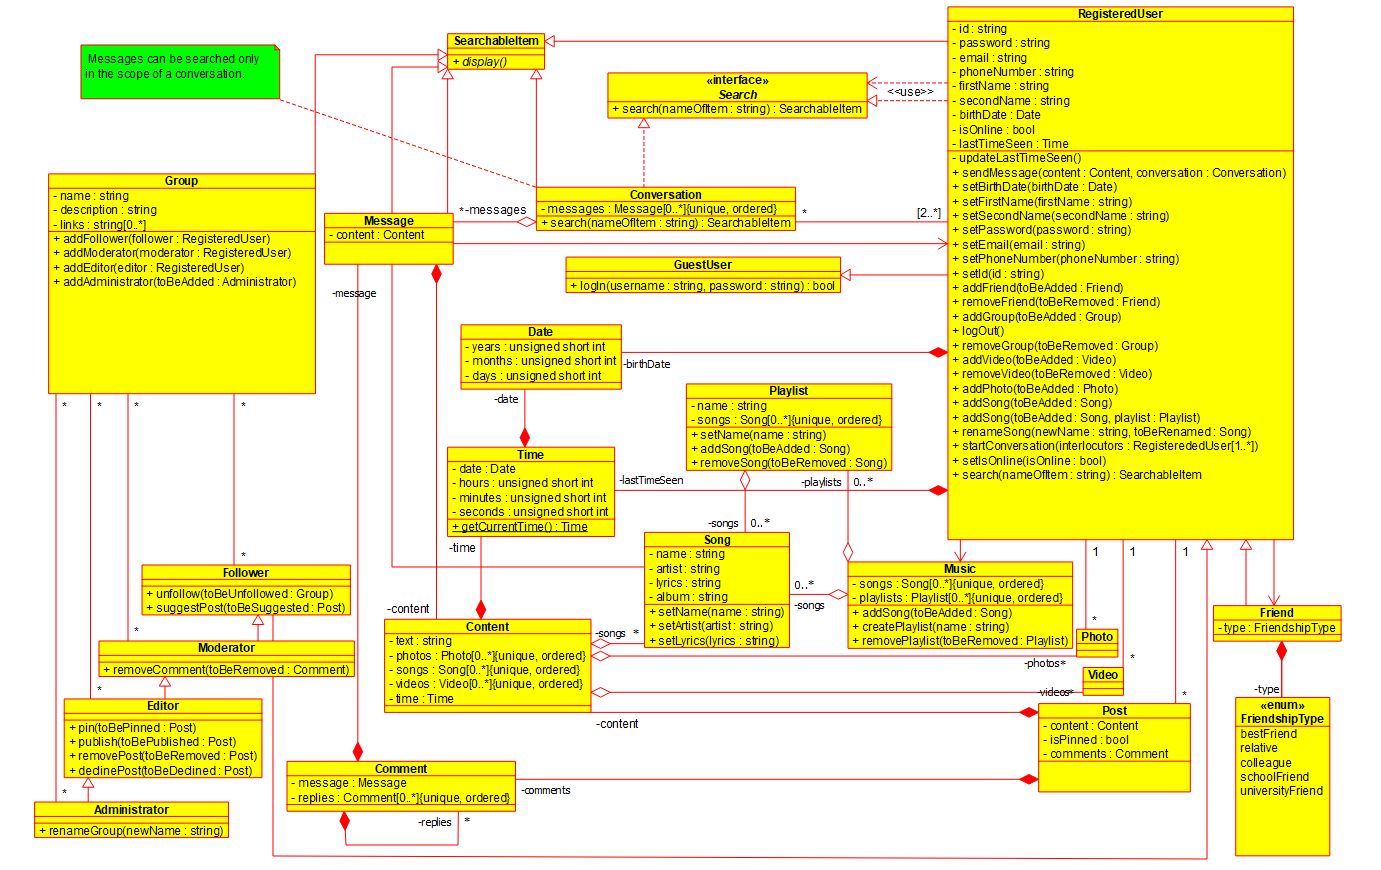 Messages can be searched only
in the scope of a conversation.
SearchableItem
+ display()
«interface»
Search
+ search(nameOfItem : string) : SearchableItem
<<use>>
RegisteredUser
- id : string
- password : string
- email : string
- phoneNumber : string
- firstName : string
- secondName : string
- birthDate : Date
- isOnline : bool
- lastTimeSeen : Time
- updateLastTimeSeen()
+ sendMessage(content : Content, conversation : Conversation)
+ setBirthDate(birthDate : Date)
+ setFirstName(firstName : string)
+ setSecondName(secondName : string)
+ setPassword(password : string)
+ setEmail(email : string)
+ setPhoneNumber(phoneNumber : string)
+ setId(id : string)
+ addFriend(toBeAdded : Friend)
+ removeFriend(toBeRemoved : Friend)
+ addGroup(toBeAdded : Group)
+ logOut()
+ removeGroup(toBeRemoved : Group)
+ addVideo(toBeAdded : Video)
+ removeVideo(toBeRemoved : Video)
+ addPhoto(toBeAdded : Photo)
+ addSong(toBeAdded : Song)
+ addSong(toBeAdded : Song, playlist : Playlist)
+ renameSong(newName : string, toBeRenamed : Song)
+ startConversation(interlocutors : RegisterededUser[1..*])
+ setIsOnline(isOnline : bool)
+ search(nameOfItem : string) : SearchableItem
Group
- name : string
- description : string
- links : string[0..*]
+ addFollower(follower : RegisteredUser)
+ addModerator(moderator : RegisteredUser)
+ addEditor(editor : RegisteredUser)
+ addAdministrator(toBeAdded : Administrator)
Conversation
- messages : Message[0..*]{unique, ordered}
+ search(nameOfItem : string) : SearchableItem
* -messages
*
[2..*]
Message
- content : Content
GuestUser
+ logIn(username : string, password : string) : bool
-message
Date
- years : unsigned short int
- months : unsigned short int
- days : unsigned short int
-birthDate
-date
Playlist
- name : string
- songs : Song[0..*]{unique, ordered}
+ setName(name : string)
+ addSong(toBeAdded : Song)
+ removeSong(toBeRemoved : Song)
* * * *
Time
- date : Date
- hours : unsigned short int
- minutes : unsigned short int
- seconds : unsigned short int
+ getCurrentTime() : Time
-lastTimeSeen
-playlists 0..*
-songs 0..*
-time
Song
- name : string
- artist : string
- lyrics : string
- album : string
+ setName(name : string)
+ setArtist(artist : string)
+ setLyrics(lyrics : string)
0..*
-songs
Music
- songs : Song[0..*]{unique, ordered}
- playlists : Playlist[0..*]{unique, ordered}
+ addSong(toBeAdded : Song)
+ createPlaylist(name : string)
+ removePlaylist(toBeRemoved : Playlist)
1 1 1
*
Follower
+ unfollow(toBeUnfollowed : Group)
+ suggestPost(toBeSuggested : Post)
*
Moderator
+ removeComment(toBeRemoved : Comment)
*
Editor
+ pin(toBePinned : Post)
+ publish(toBePublished : Post)
+ removePost(toBeRemoved : Post)
+ declinePost(toBeDeclined : Post)
*
Administrator
+ renameGroup(newName : string)
-content
Content
- text : string
- photos : Photo[0..*]{unique, ordered}
- songs : Song[0..*]{unique, ordered}
- videos : Video[0..*]{unique, ordered}
- time : Time
-songs *
*
Photo
-photos*
*
Video
-videos*
*
-content
Post
- content : Content
- isPinned : bool
- comments : Comment
Friend
- type : FriendshipType
-type
«enum»
FriendshipType
bestFriend
relative
colleague
schoolFriend
universityFriend
Comment
- message : Message
- replies : Comment[0..*]{unique, ordered}
-comments
-replies *